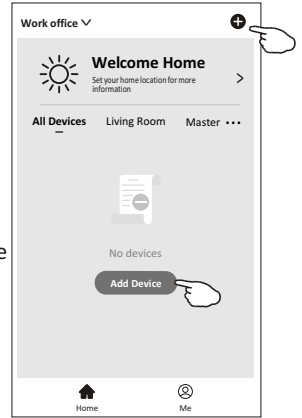 Work office
Welcome Home
Set your home location for more
information
All Devices Living Room Master ...
No devices
Add Device
Home Me
e